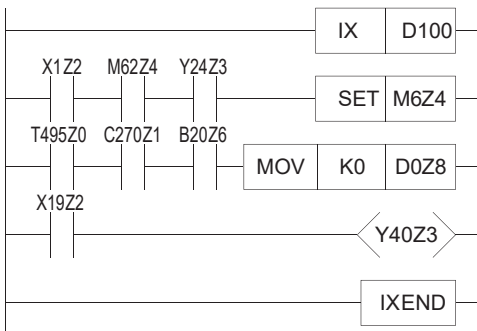 IX D100
X1Z2 M62Z4 Y24Z3
SET M6Z4
T495Z0 C270Z1 B20Z6
MOV K0 D0Z8
X19Z2
Y40Z3
IXEND